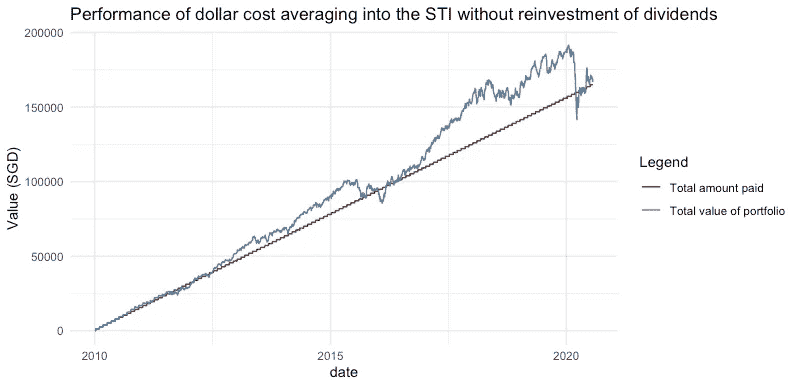 Performance of dollar cost averaging into the STI without reinvestment of dividends
200000
150000
100000
50000
0
Value (SGD)
2010
2015
2020
date
Legend
Total amount paid
Total value of portfolio